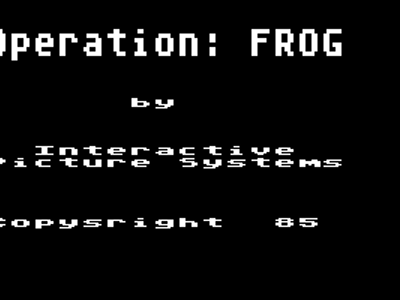 Operation: FROG
by
Interactive
Picture Systems
Copysright 85